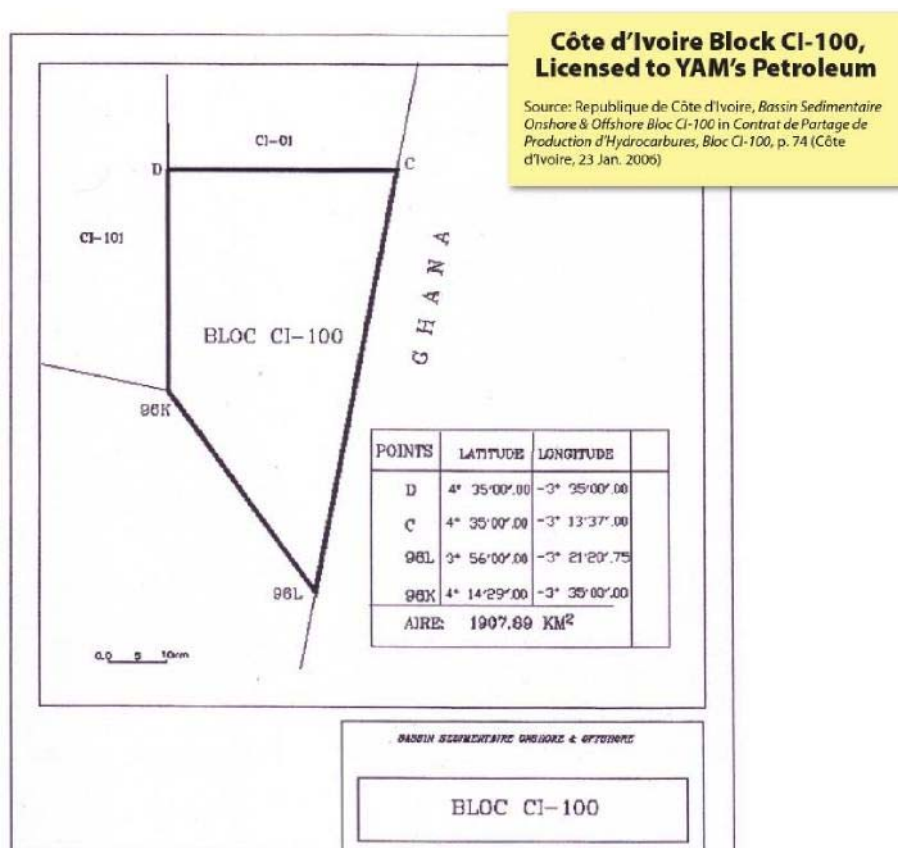 Côte d'Ivoire Block CI-100,
Licensed to YAM's Petroleum
Source: Republique de Côte d'Ivoire, Bassin Sedimentaire
Onshore & Offshore Bloc CI-100 in Contrat de Partage de
Production d'Hydrocarbures, Bloc CI-100, p. 74 (Côte
d'Ivoire, 23 Jan. 2006)
CI-01
D
C
CI-101
GHANA
BLOC CI-100
96K
96L
POINTS LATITUDE LONGITUDE
D 4° 35'00".00 -3° 35'00".00
C 4° 35'00".00 -3° 13'37".00
96L 3° 56'00".00 -3° 21'20".75
96K 4° 14'29".00 -3° 35'00".00
AIRE: 1907.89 KM²
0.0 5 10km
BASSIN SEDIMENTAIRE ONSHORE & OFFSHORE
BLOC CI-100